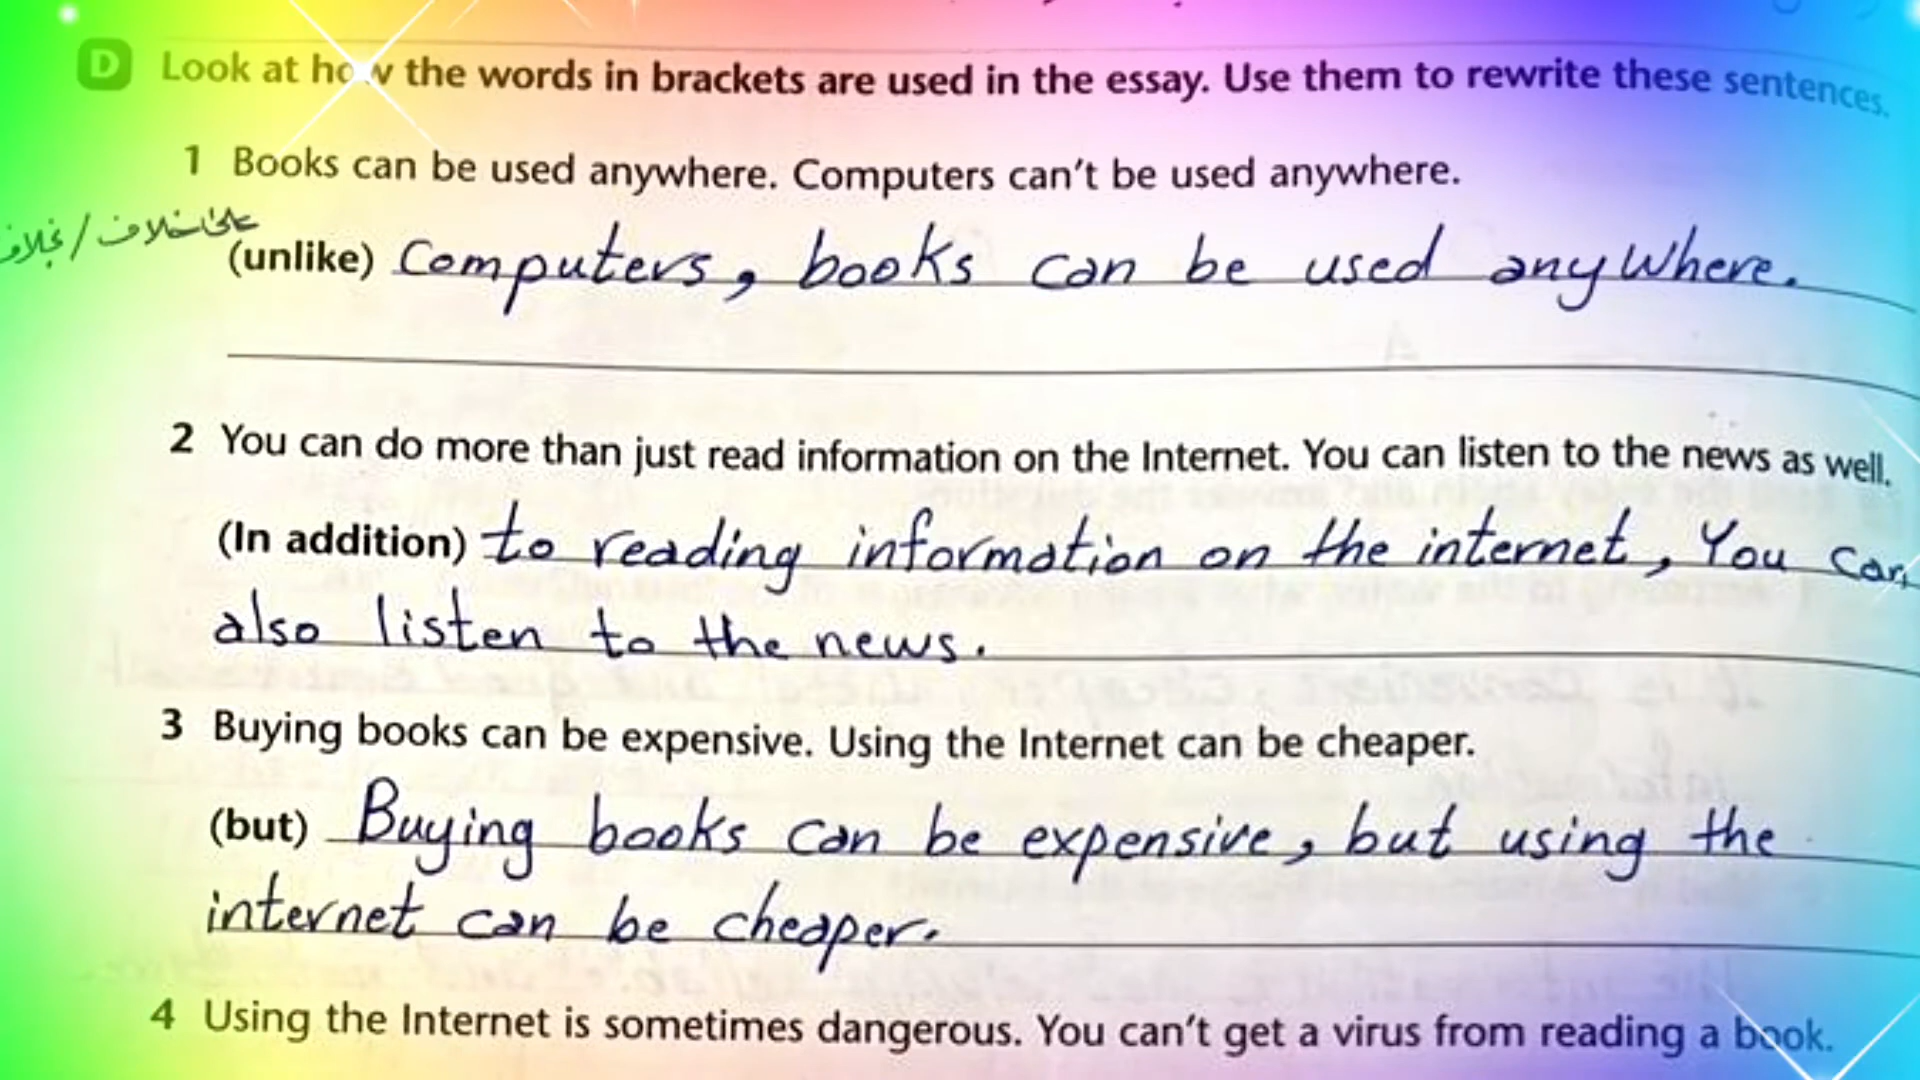 D Look at how the words in brackets are used in the essay. Use them to rewrite these sentences.
1 Books can be used anywhere. Computers can't be used anywhere.
على خلاف / بخلاف
(unlike) Computers, books can be used anywhere.
2 You can do more than just read information on the Internet. You can listen to the news as well.
(In addition) to reading information on the internet, You can
also listen to the news.
3 Buying books can be expensive. Using the Internet can be cheaper.
(but) Buying books can be expensive, but using the
internet can be cheaper.
4 Using the Internet is sometimes dangerous. You can't get a virus from reading a book.